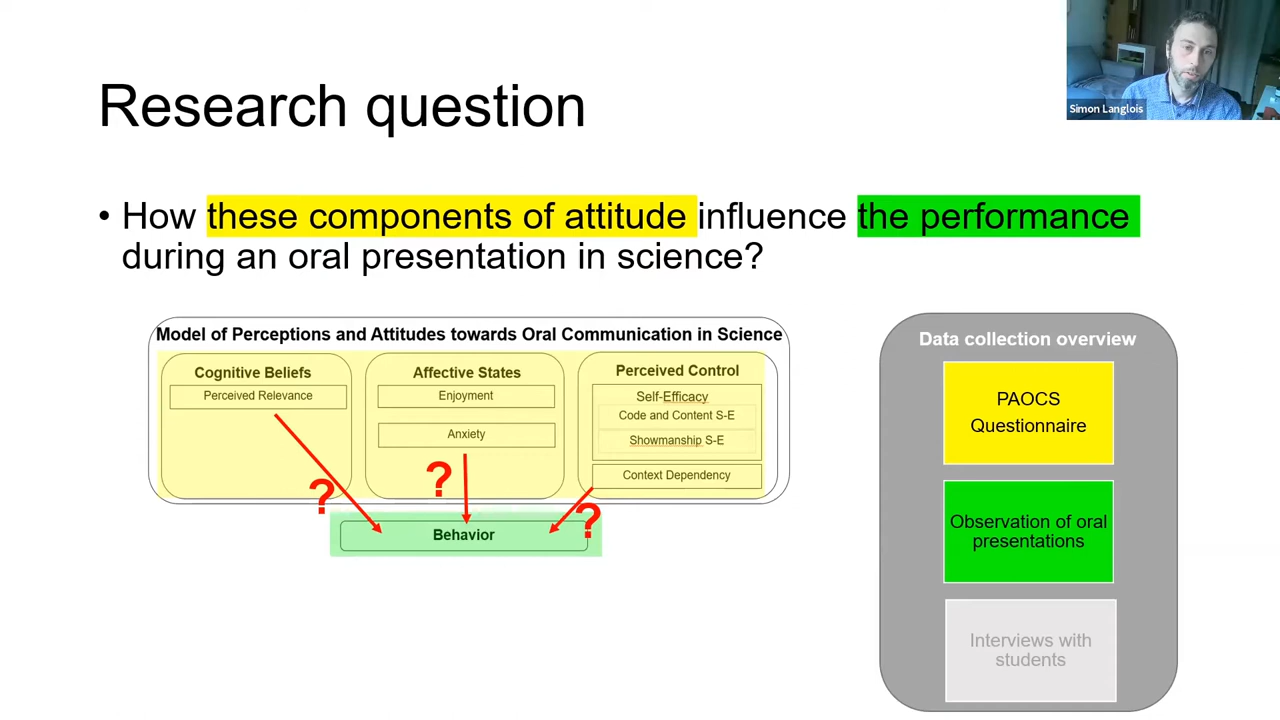 Simon Langlois
Research question
• How these components of attitude influence the performance
during an oral presentation in science?
Model of Perceptions and Attitudes towards Oral Communication in Science
Cognitive Beliefs
Perceived Relevance
Affective States
Enjoyment
Anxiety
Perceived Control
Self-Efficacy
Code and Content S-E
Showmanship S-E
Context Dependency
?
?
?
Behavior
Data collection overview
PAOCS
Questionnaire
Observation of oral
presentations
Interviews with
students